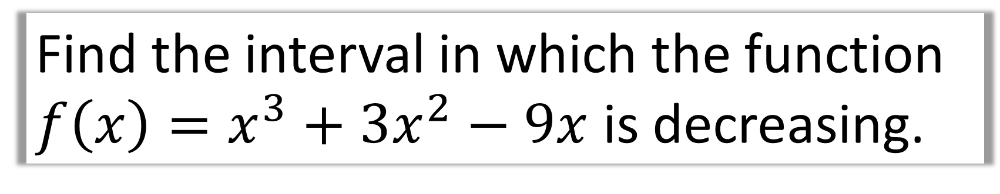 Find the interval in which the function
f(x) = x³ + 3x² − 9x is decreasing.